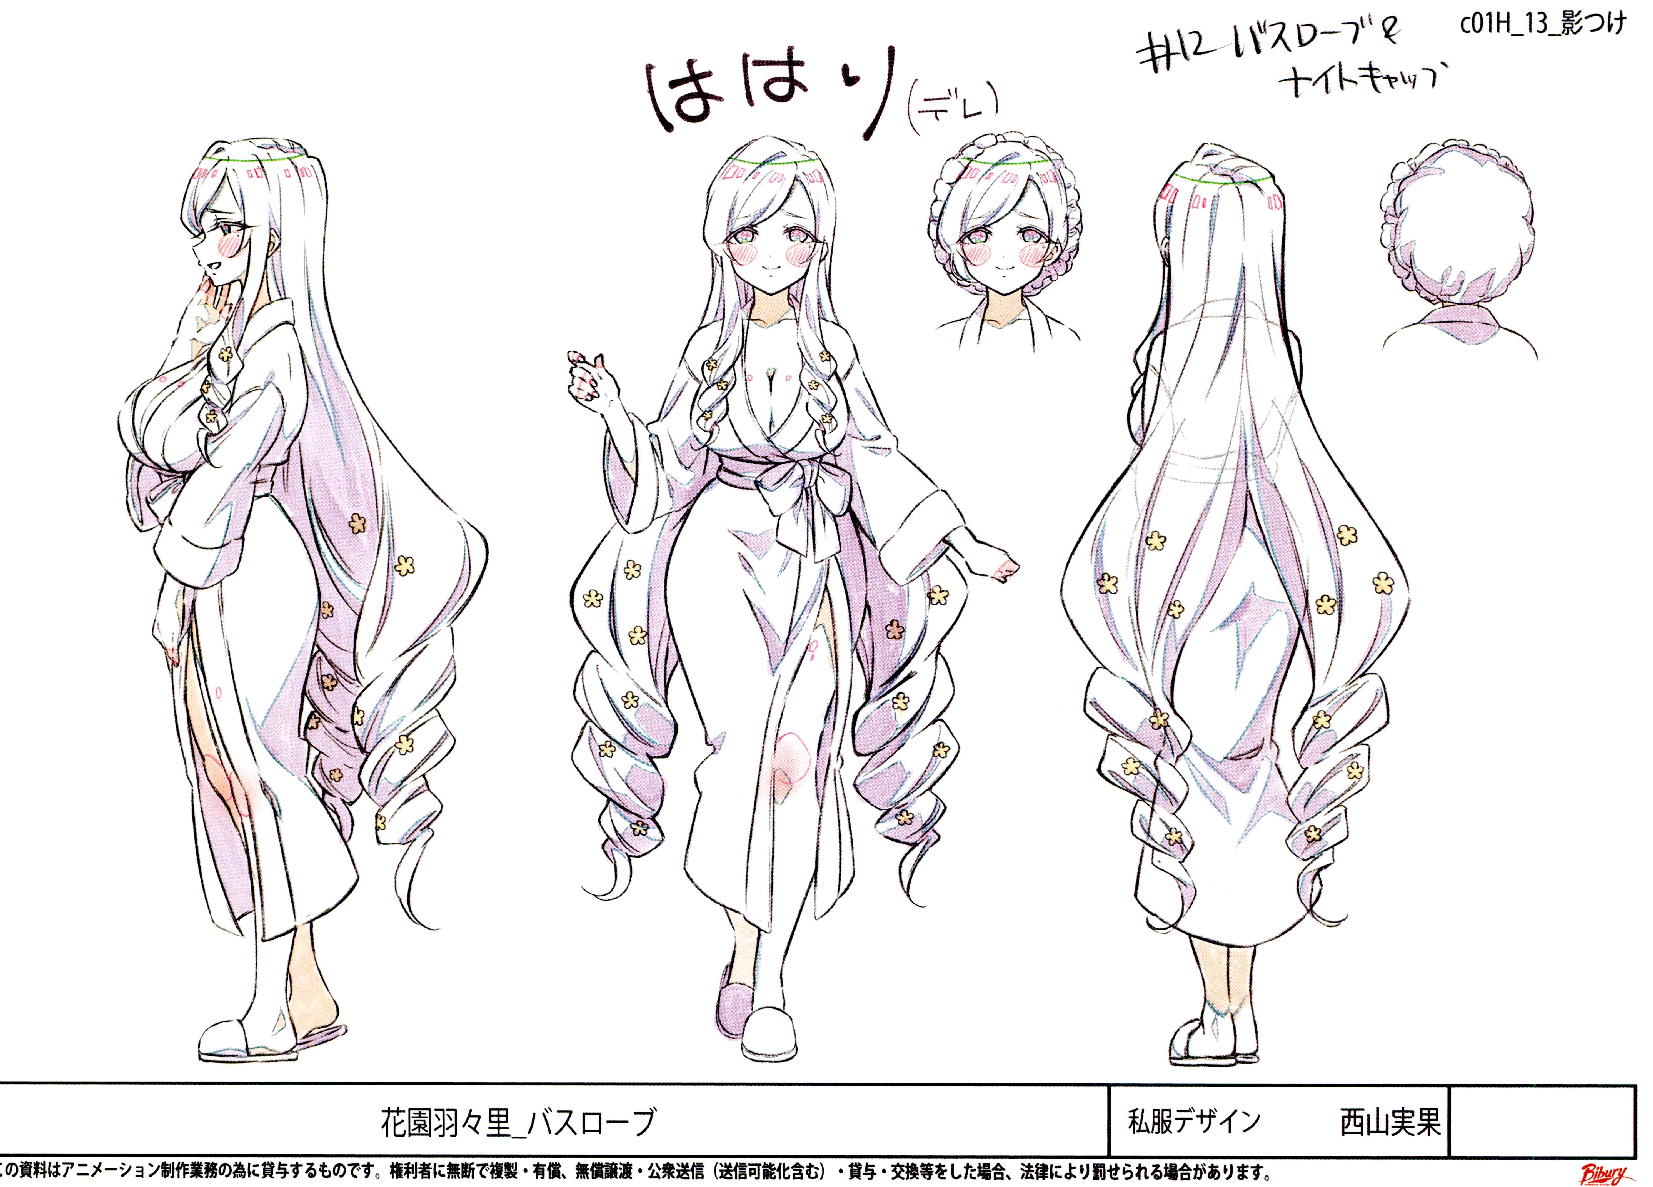 c01H_13_影つけ
#12 バスローブ&
ナイトキャップ
ははり(デレ)
花園羽々里_バスローブ
私服デザイン 西山実果
この資料はアニメーション制作業務の為に貸与するものです。権利者に無断で複製・有償、無償譲渡・公衆送信（送信可能化含む）・貸与・交換等をした場合、法律により罰せられる場合があります。
Bibury